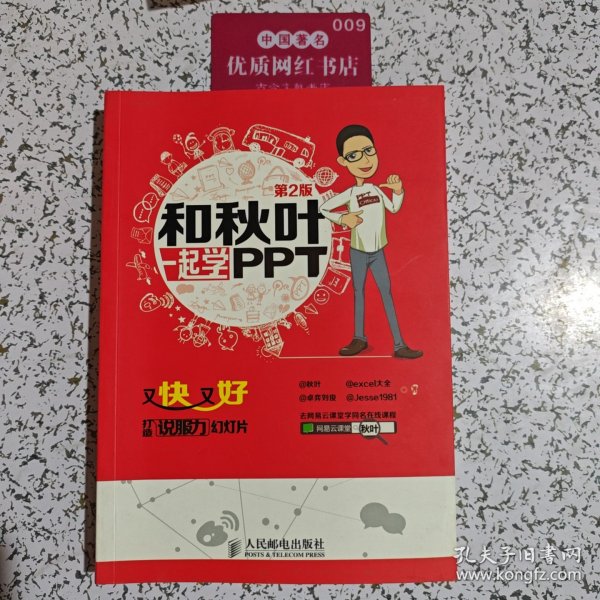 009
中国著名
优质网红书店
第2版
和秋叶
一起学PPT
又快又好
打造说服力幻灯片
@秋叶 @excel大全
@卓弈刘俊 @Jesse1981
去网易云课堂学同名在线课程
网易云课堂 秋叶
人民邮电出版社
POSTS & TELECOM PRESS
孔夫子旧书网
www.kongfz.com